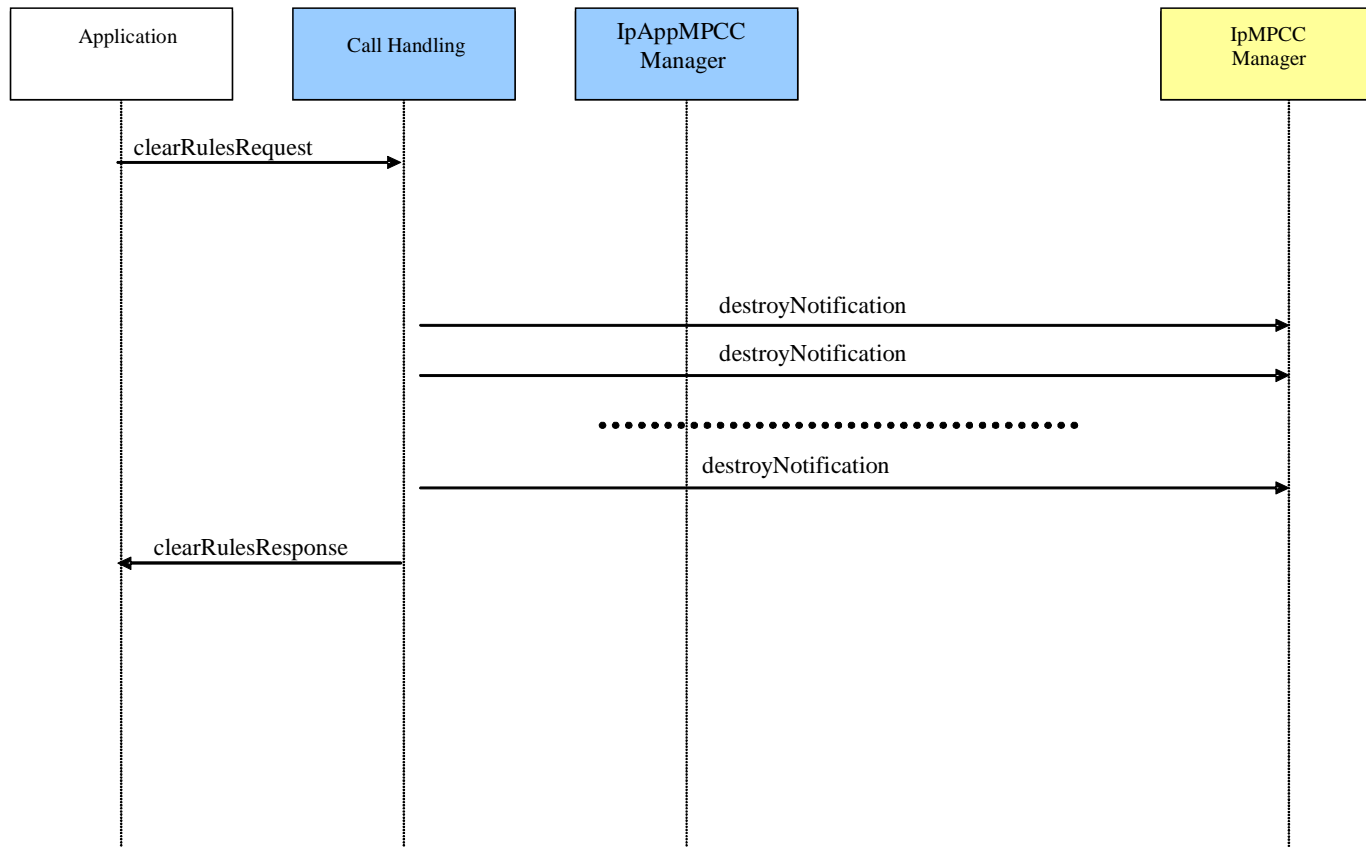 Application
Call Handling
IpAppMPCC
Manager
IpMPCC
Manager
clearRulesRequest
destroyNotification
destroyNotification
destroyNotification
clearRulesResponse